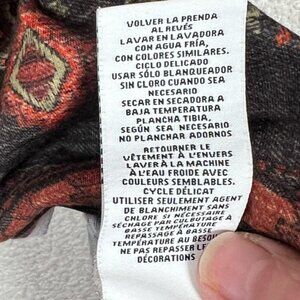 VOLVER LA PRENDA
AL REVÉS
LAVAR EN LAVADORA
CON AGUA FRÍA,
CON COLORES SIMILARES.
CICLO DELICADO
USAR SÓLO BLANQUEADOR
SIN CLORO CUANDO SEA
NECESARIO
SECAR EN SECADORA A
BAJA TEMPERATURA
PLANCHA TIBIA,
SEGÚN SEA NECESARIO
NO PLANCHAR ADORNOS
RETOURNER LE
VÊTEMENT À L'ENVERS
LAVER À LA MACHINE
À L'EAU FROIDE AVEC
COULEURS SEMBLABLES.
CYCLE DÉLICAT
UTILISER SEULEMENT AGENT
DE BLANCHIMENT SANS
CHLORE SI NÉCESSAIRE
SÉCHAGE PAR CULBUTAGE À
BASSE TEMPÉRATURE
REPASSAGE À BASSE
TEMPÉRATURE AU BESOIN
NE PAS REPASSER LES
DÉCORATIONS